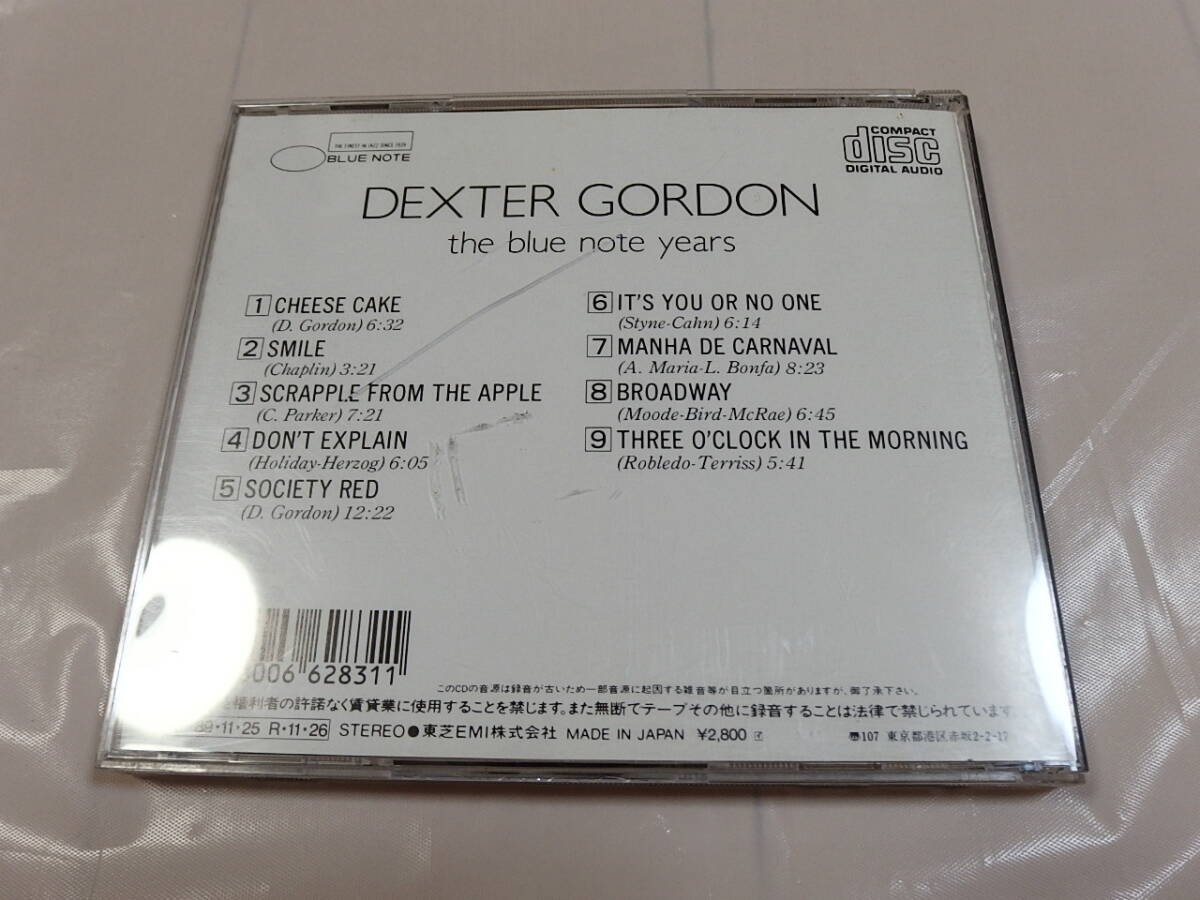 THE FINEST IN JAZZ SINCE 1939
BLUE NOTE
COMPACT
disc
DIGITAL AUDIO
DEXTER GORDON
the blue note years
1 CHEESE CAKE
(D. Gordon) 6:32
2 SMILE
(Chaplin) 3:21
3 SCRAPPLE FROM THE APPLE
(C. Parker) 7:21
4 DON'T EXPLAIN
(Holiday-Herzog) 6:05
5 SOCIETY RED
(D. Gordon) 12:22
6 IT'S YOU OR NO ONE
(Styne-Cahn) 6:14
7 MANHA DE CARNAVAL
(A. Maria-L. Bonfa) 8:23
8 BROADWAY
(Moode-Bird-McRae) 6:45
9 THREE O'CLOCK IN THE MORNING
(Robledo-Terriss) 5:41
006 628311
このCDの音源は録音が古いため一部音源に起因する雑音等が目立つ箇所がありますが、御了承下さい。
権利者の許諾なく賃貸業に使用することを禁じます。また無断でテープその他に録音することは法律で禁じられています。
89・11・25 R・11・26 STEREO●東芝EMI株式会社 MADE IN JAPAN ¥2,800 〒107 東京都港区赤坂2-2-17